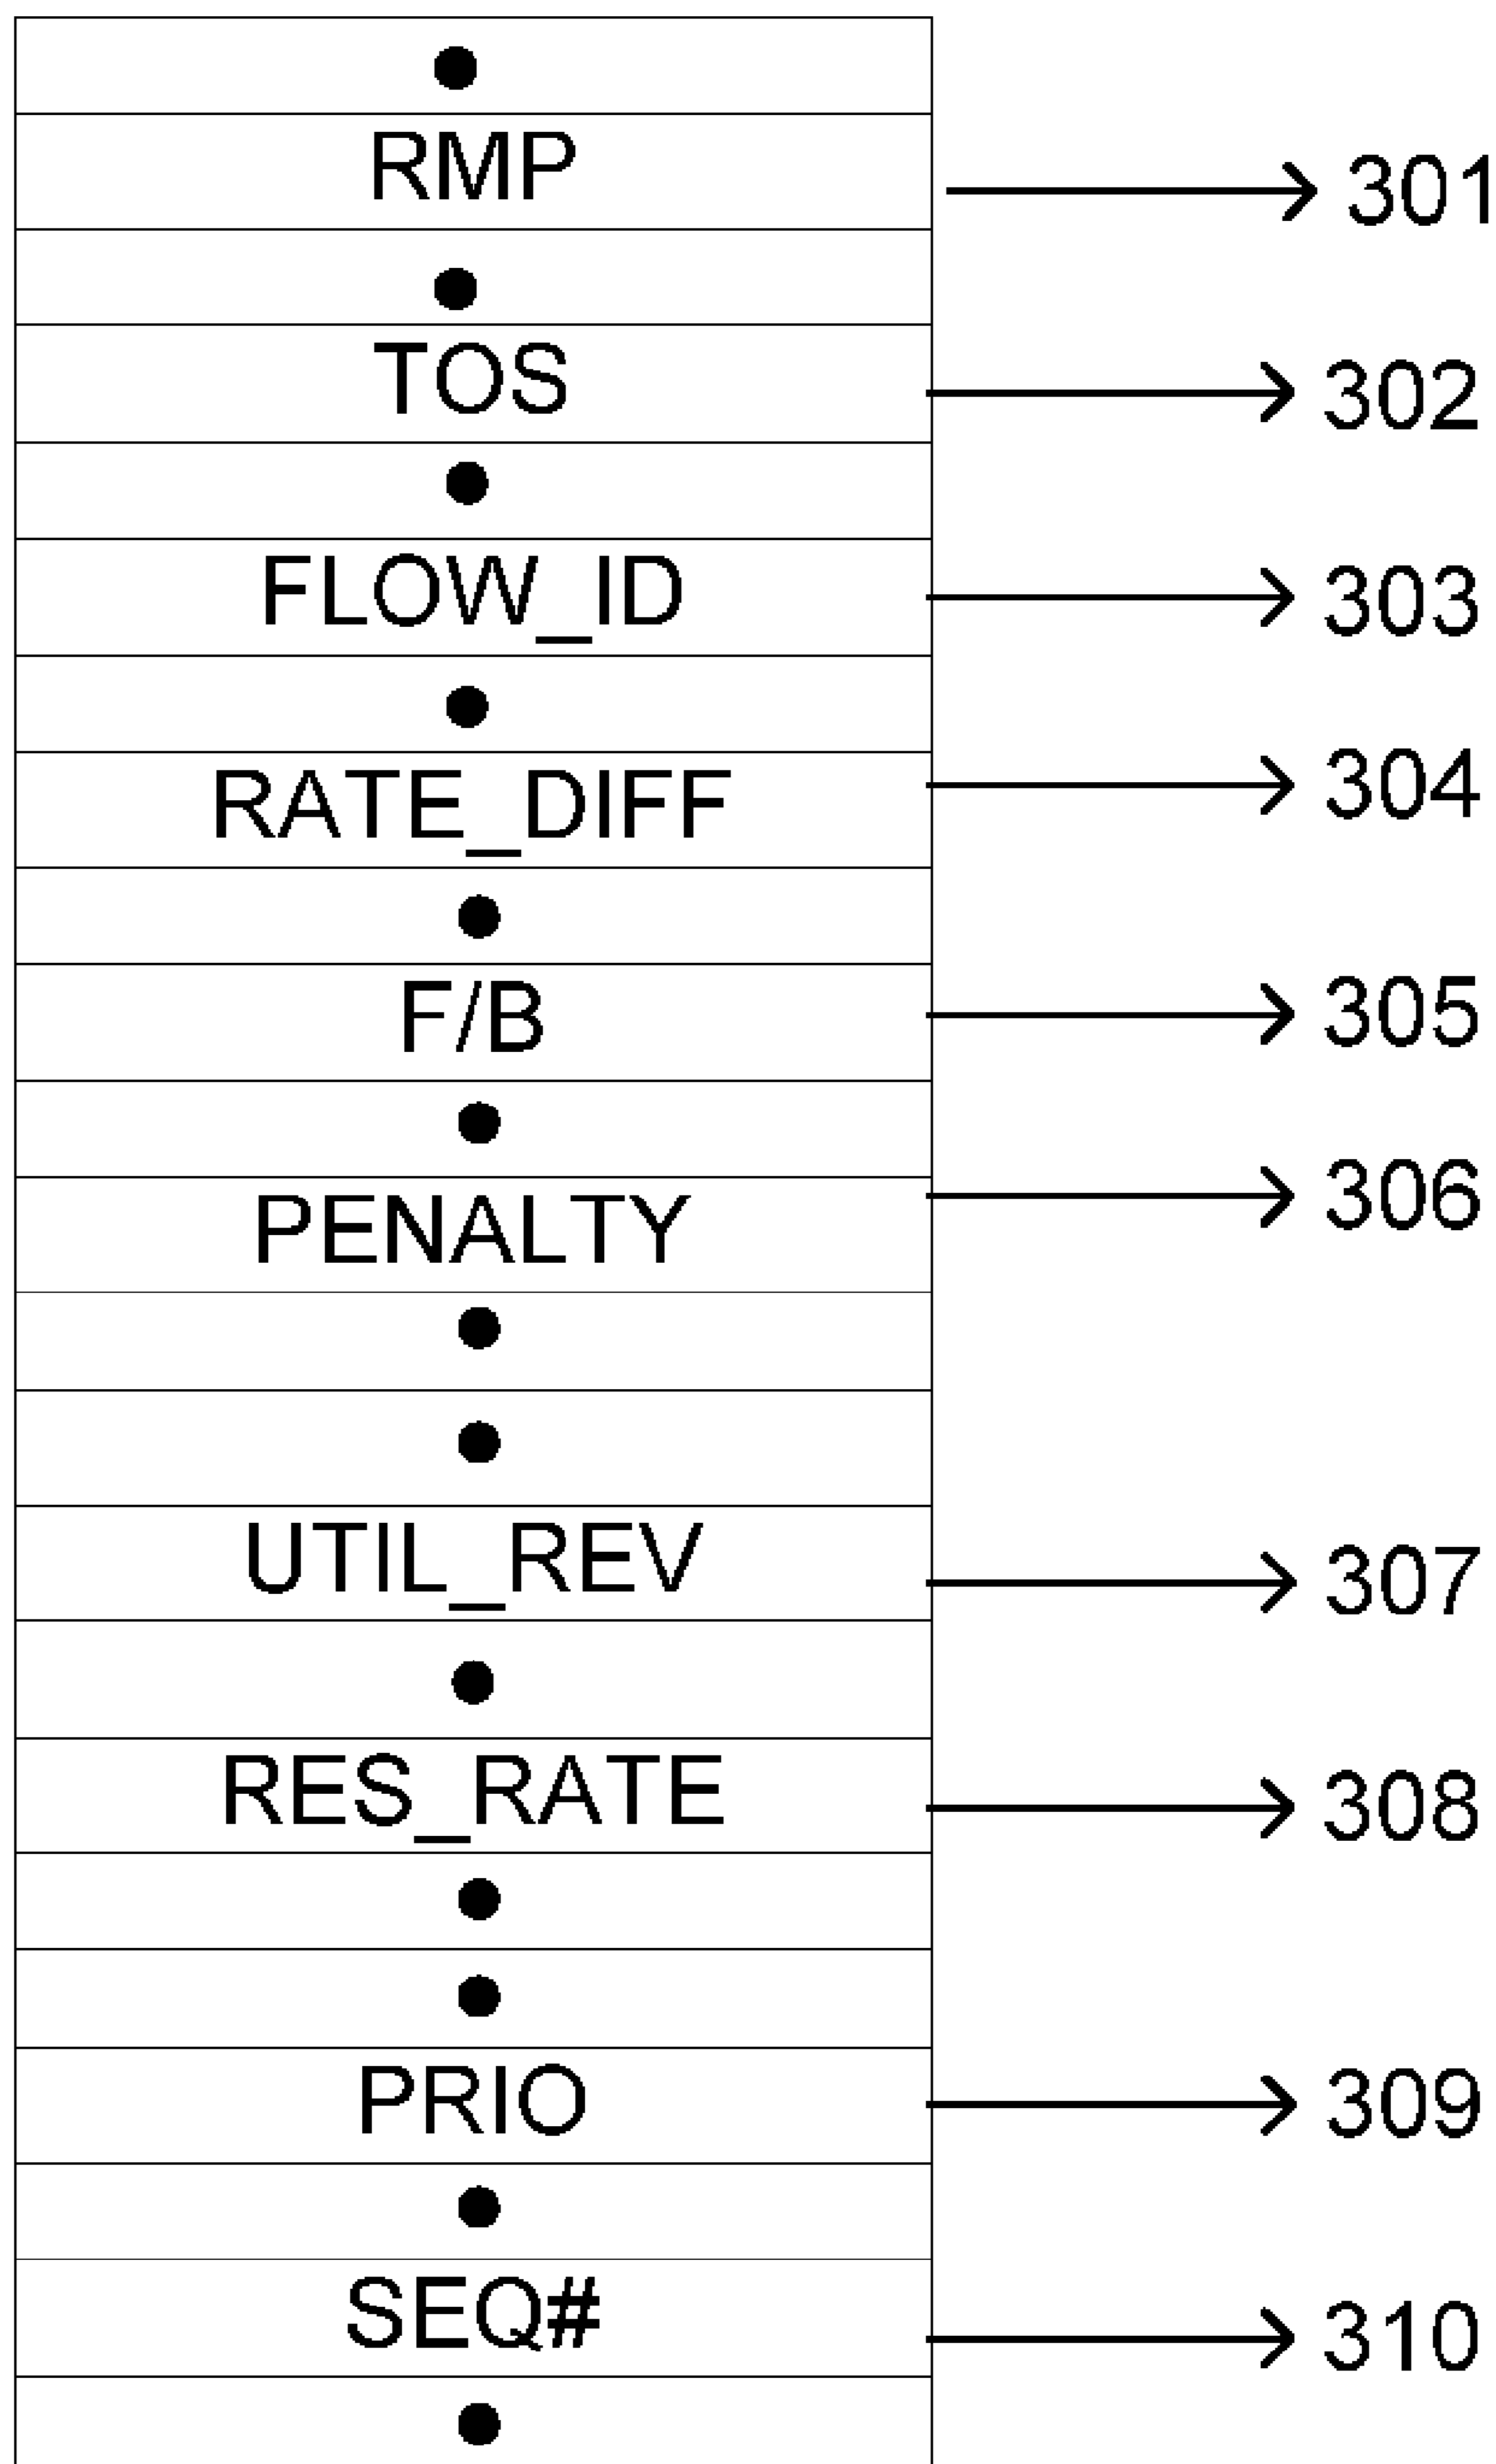 RMP 301
TOS 302
FLOW_ID 303
RATE_DIFF 304
F/B 305
PENALTY 306
UTIL_REV 307
RES_RATE 308
PRIO 309
SEQ# 310